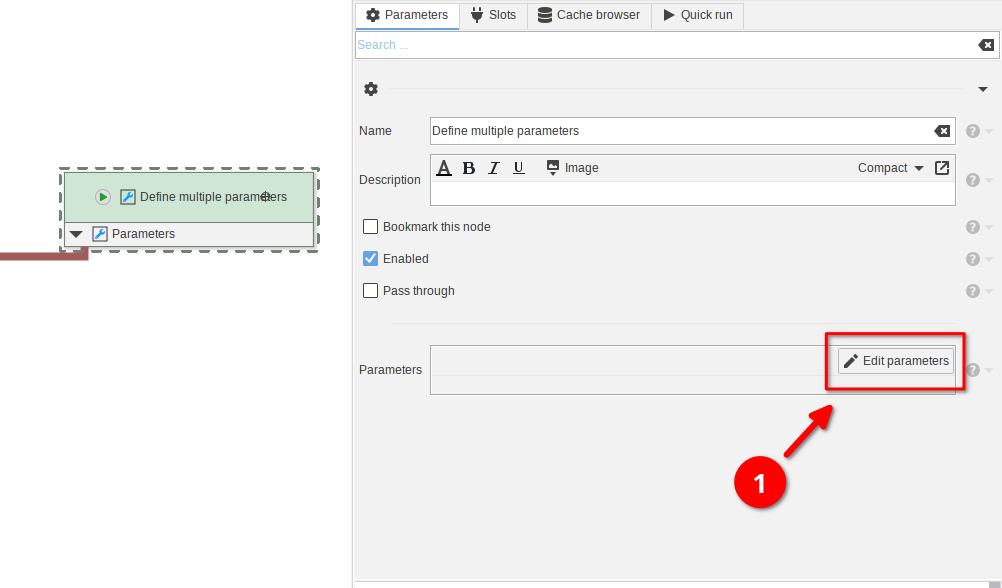 Parameters Slots Cache browser Quick run
Search ...
Name Define multiple parameters
Description A B I U Image Compact
Define multiple parameters
Parameters
Bookmark this node
Enabled
Pass through
Parameters Edit parameters
1